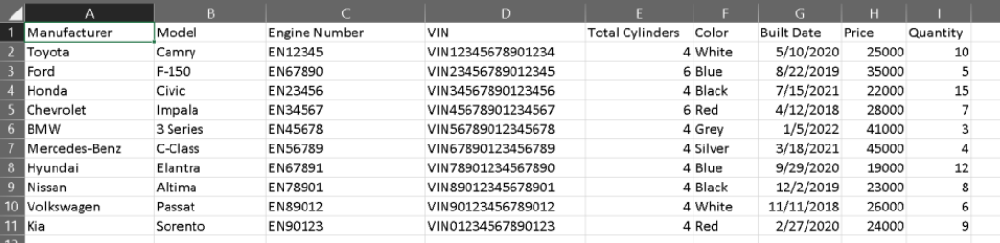 A B C D E F G H I
1 Manufacturer Model Engine Number VIN Total Cylinders Color Built Date Price Quantity
2 Toyota Camry EN12345 VIN12345678901234 4 White 5/10/2020 25000 10
3 Ford F-150 EN67890 VIN23456789012345 6 Blue 8/22/2019 35000 5
4 Honda Civic EN23456 VIN34567890123456 4 Black 7/15/2021 22000 15
5 Chevrolet Impala EN34567 VIN45678901234567 6 Red 4/12/2018 28000 7
6 BMW 3 Series EN45678 VIN56789012345678 4 Grey 1/5/2022 41000 3
7 Mercedes-Benz C-Class EN56789 VIN67890123456789 4 Silver 3/18/2021 45000 4
8 Hyundai Elantra EN67891 VIN78901234567890 4 Blue 9/29/2020 19000 12
9 Nissan Altima EN78901 VIN89012345678901 4 Black 12/2/2019 23000 8
10 Volkswagen Passat EN89012 VIN90123456789012 4 White 11/11/2018 26000 6
11 Kia Sorento EN90123 VIN01234567890123 4 Red 2/27/2020 24000 9